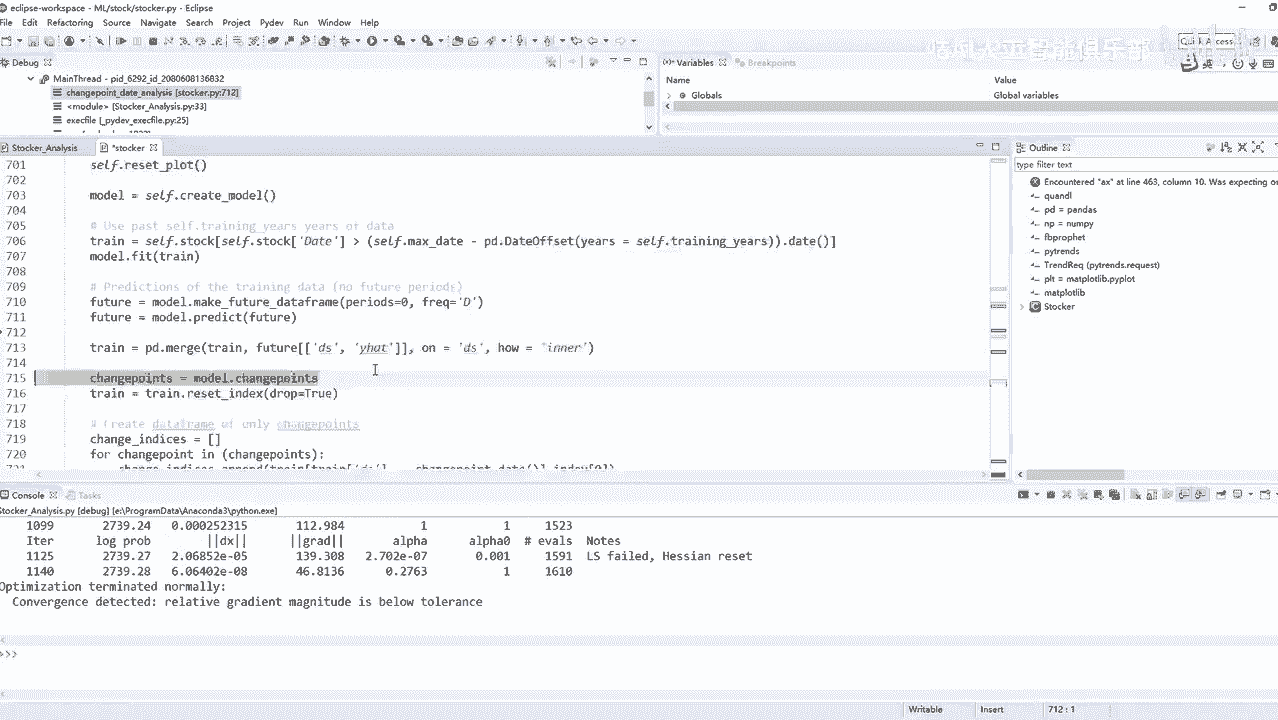 eclipse-workspace - ML/stock/stocker.py - Eclipse
File Edit Refactoring Source Navigate Search Project Pydev Run Window Help
Debug
MainThread - pid_6292_id_2080608136832
changepoint_date_analysis [stocker.py:712]
<module> [Stocker_Analysis.py:33]
execfile [_pydev_execfile.py:25]
Variables Breakpoints
Name Value
Globals Global variables
Stocker_Analysis *stocker
701 self.reset_plot()
702
703 model = self.create_model()
704
705 # Use past self.training_years years of data
706 train = self.stock[self.stock['Date'] > (self.max_date - pd.DateOffset(years = self.training_years)).date()]
707 model.fit(train)
708
709 # Predictions of the training data (no future periods)
710 future = model.make_future_dataframe(periods=0, freq='D')
711 future = model.predict(future)
712
713 train = pd.merge(train, future[['ds', 'yhat']], on = 'ds', how = 'inner')
714
715 changepoints = model.changepoints
716 train = train.reset_index(drop=True)
717
718 # Create dataframe of only changepoints
719 change_indices = []
720 for changepoint in (changepoints):
Outline
type filter text
Encountered "ax" at line 463, column 10. Was expecting on
quandl
pd = pandas
np = numpy
fbprophet
pytrends
TrendReq (pytrends.request)
plt = matplotlib.pyplot
matplotlib
Stocker
Console Tasks
Stocker_Analysis.py [debug] [e:\ProgramData\Anaconda3\python.exe]
1099 2739.24 0.000252315 112.984 1 1 1523
Iter log prob ||dx|| ||grad|| alpha alpha0 # evals Notes
1125 2739.27 2.06852e-05 139.308 2.702e-07 0.001 1591 LS failed, Hessian reset
1140 2739.28 6.06402e-08 46.8136 0.2763 1 1610
Optimization terminated normally:
Convergence detected: relative gradient magnitude is below tolerance
>>>
Writable Insert 712 : 1